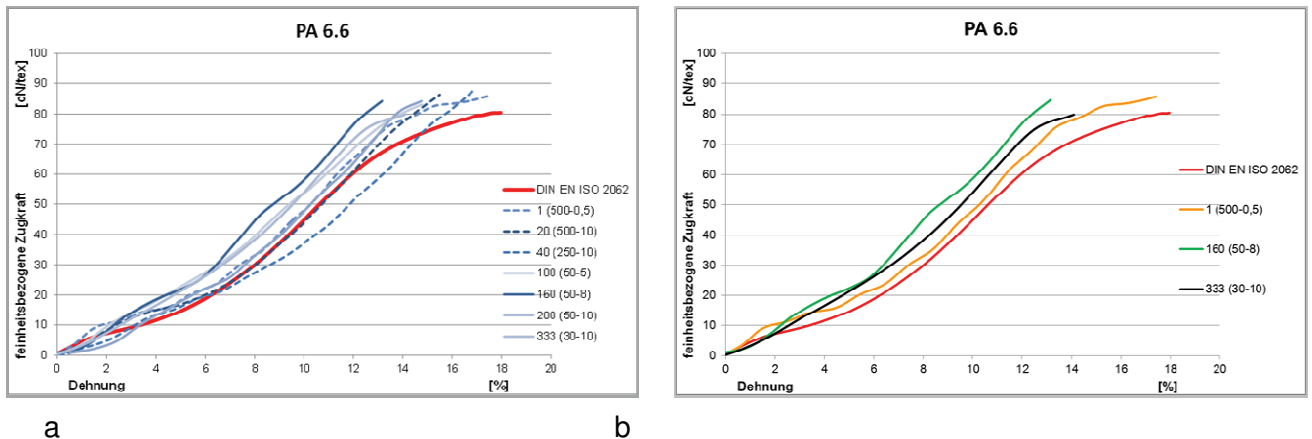 PA 6.6
feinheitsbezogene Zugkraft [cN/tex]
100
90
80
70
60
50
40
30
20
10
0
0 2 4 6 8 10 12 14 16 18 20
Dehnung [%]
DIN EN ISO 2062
1 (500-0,5)
20 (500-10)
40 (250-10)
100 (50-5)
160 (50-8)
200 (50-10)
333 (30-10)
a
PA 6.6
feinheitsbezogene Zugkraft [cN/tex]
100
90
80
70
60
50
40
30
20
10
0
0 2 4 6 8 10 12 14 16 18 20
Dehnung [%]
DIN EN ISO 2062
1 (500-0,5)
160 (50-8)
333 (30-10)
b